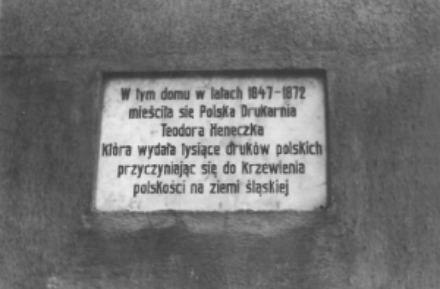 W tym domu w latach 1847-1872
mieściła się Polska Drukarnia
Teodora Heneczka
która wydała tysiące druków polskich
przyczyniając się do krzewienia
polskości na ziemi śląskiej